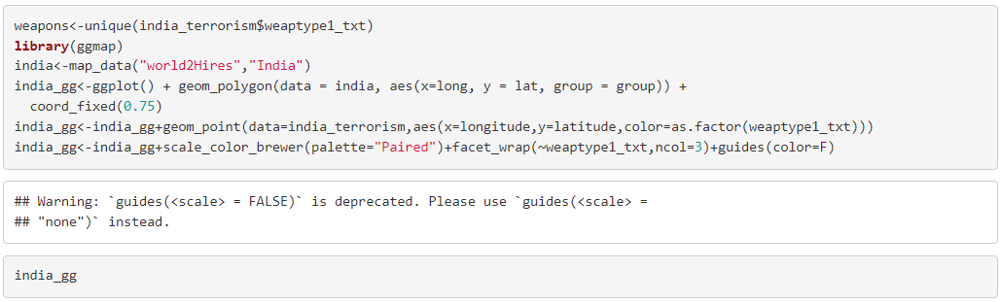 weapons<-unique(india_terrorism$weaptype1_txt)
library(ggmap)
india<-map_data("world2Hires","India")
india_gg<-ggplot() + geom_polygon(data = india, aes(x=long, y = lat, group = group)) +
  coord_fixed(0.75)
india_gg<-india_gg+geom_point(data=india_terrorism,aes(x=longitude,y=latitude,color=as.factor(weaptype1_txt)))
india_gg<-india_gg+scale_color_brewer(palette="Paired")+facet_wrap(~weaptype1_txt,ncol=3)+guides(color=F)
## Warning: `guides(<scale> = FALSE)` is deprecated. Please use `guides(<scale> =
## "none")` instead.
india_gg